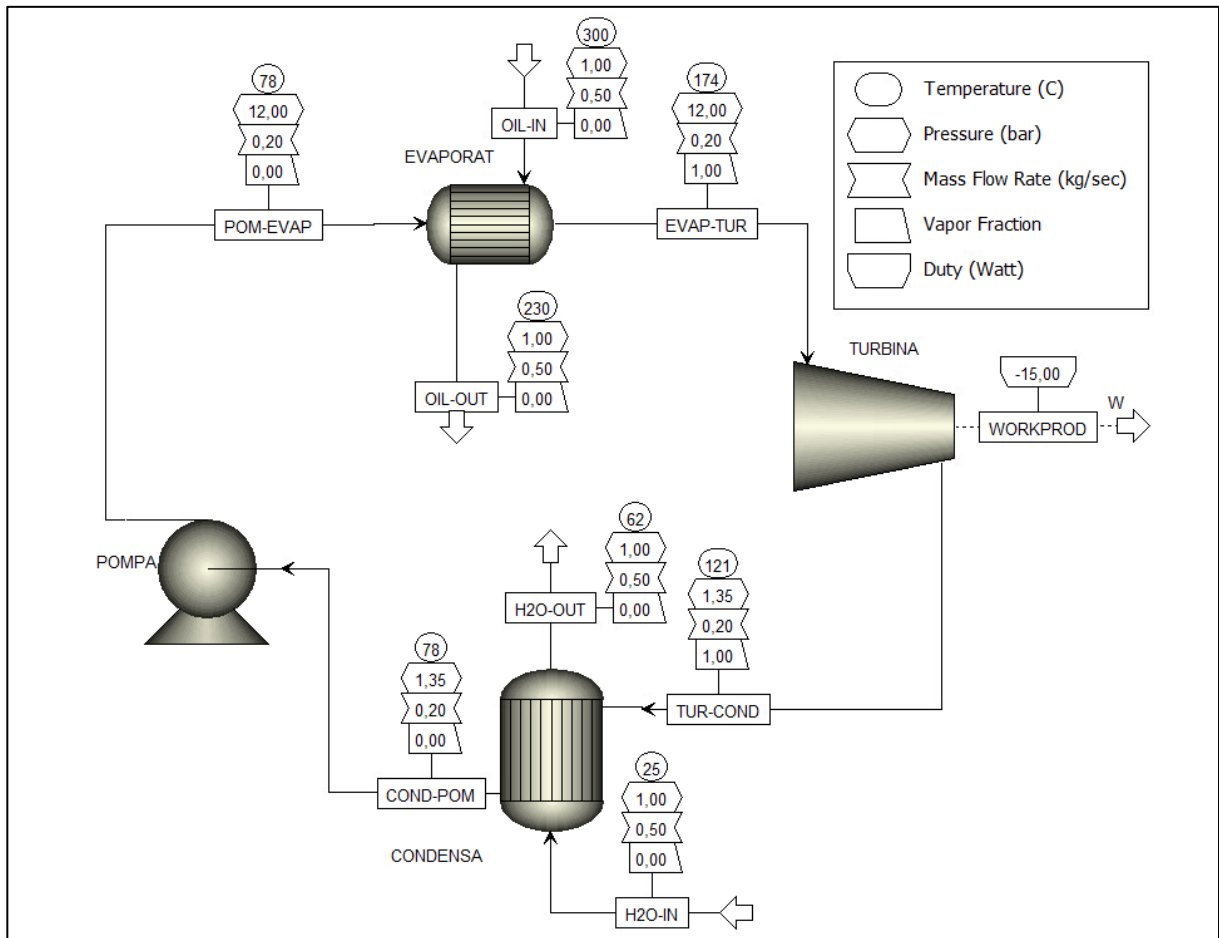 300
1,00
0,50
0,00
OIL-IN
78
12,00
0,20
0,00
POM-EVAP
EVAPORAT
174
12,00
0,20
1,00
EVAP-TUR
Temperature (C)
Pressure (bar)
Mass Flow Rate (kg/sec)
Vapor Fraction
Duty (Watt)
230
1,00
0,50
0,00
OIL-OUT
TURBINA
-15,00
WORKPROD
W
POMPA
62
1,00
0,50
0,00
H2O-OUT
121
1,35
0,20
1,00
TUR-COND
78
1,35
0,20
0,00
COND-POM
CONDENSA
25
1,00
0,50
0,00
H2O-IN